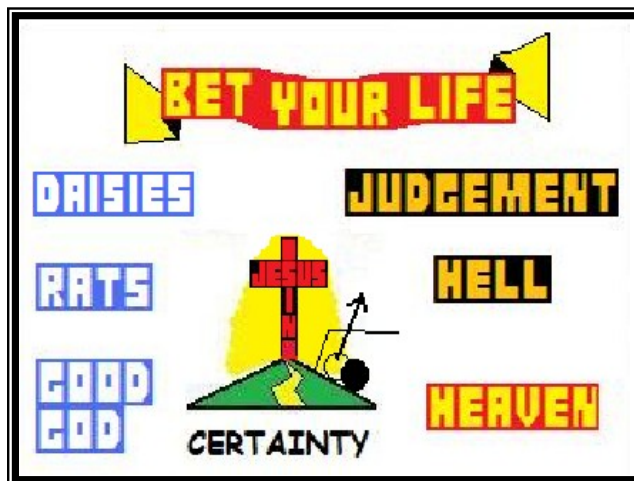 BET YOUR LIFE
DAISIES
JUDGEMENT
RATS
JESUS
HELL
GOOD
GOD
HEAVEN
CERTAINTY